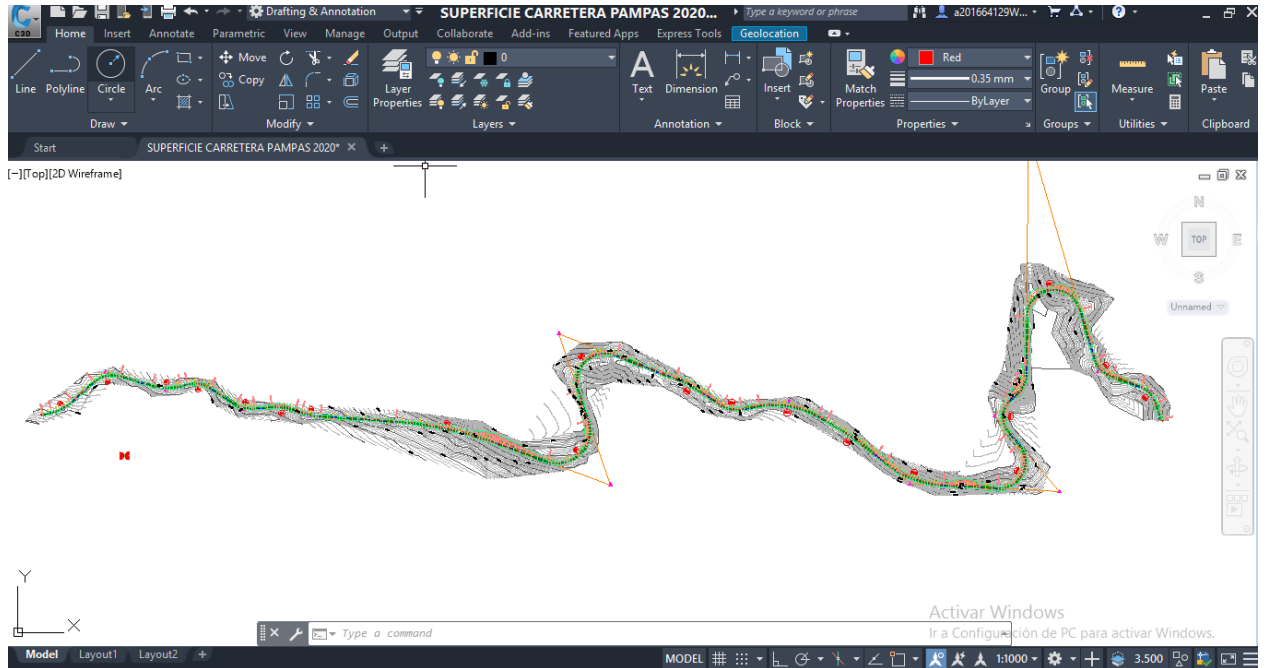 Drafting & Annotation
SUPERFICIE CARRETERA PAMPAS 2020...
Type a keyword or phrase
a201664129W...
?
C3D
Home Insert Annotate Parametric View Manage Output Collaborate Add-ins Featured Apps Express Tools Geolocation
Line Polyline Circle Arc
Move
Copy
Layer
Properties
0
A
Text Dimension
Insert
Match
Properties
Red
0.35 mm
ByLayer
Group
Measure
Paste
Draw Modify Layers Annotation Block Properties Groups Utilities Clipboard
Start SUPERFICIE CARRETERA PAMPAS 2020* +
[−][Top][2D Wireframe]
N
W TOP E
S
Unnamed
Y
X
Type a command
Activar Windows
Ir a Configuración de PC para activar Windows.
Model Layout1 Layout2 +
MODEL 1:1000 3.500